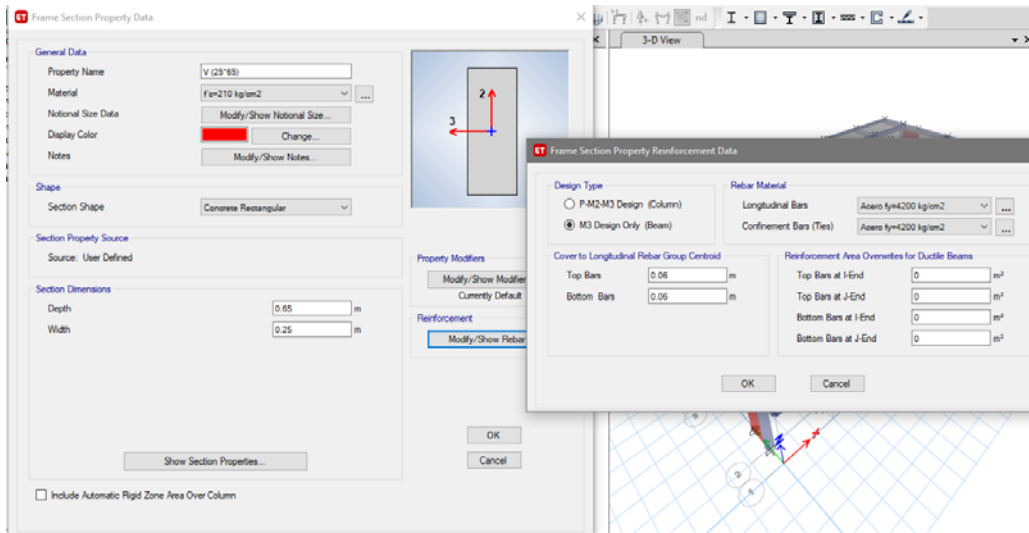 ET Frame Section Property Data
General Data
Property Name V (25*65)
Material f'c=210 kg/cm2 ...
Notional Size Data Modify/Show Notional Size...
Display Color Change...
Notes Modify/Show Notes...
2
3
Shape
Section Shape Concrete Rectangular
Section Property Source
Source: User Defined
Section Dimensions
Depth 0.65 m
Width 0.25 m
Property Modifiers
Modify/Show Modifier
Currently Default
Reinforcement
Modify/Show Rebar
OK
Cancel
Show Section Properties...
Include Automatic Rigid Zone Area Over Column
nd
3-D View
ET Frame Section Property Reinforcement Data
Design Type
P-M2-M3 Design (Column)
M3 Design Only (Beam)
Rebar Material
Longitudinal Bars Acero fy=4200 kg/cm2 ...
Confinement Bars (Ties) Acero fy=4200 kg/cm2 ...
Cover to Longitudinal Rebar Group Centroid
Top Bars 0.06 m
Bottom Bars 0.06 m
Reinforcement Area Overwrites for Ductile Beams
Top Bars at I-End 0 m²
Top Bars at J-End 0 m²
Bottom Bars at I-End 0 m²
Bottom Bars at J-End 0 m²
OK
Cancel